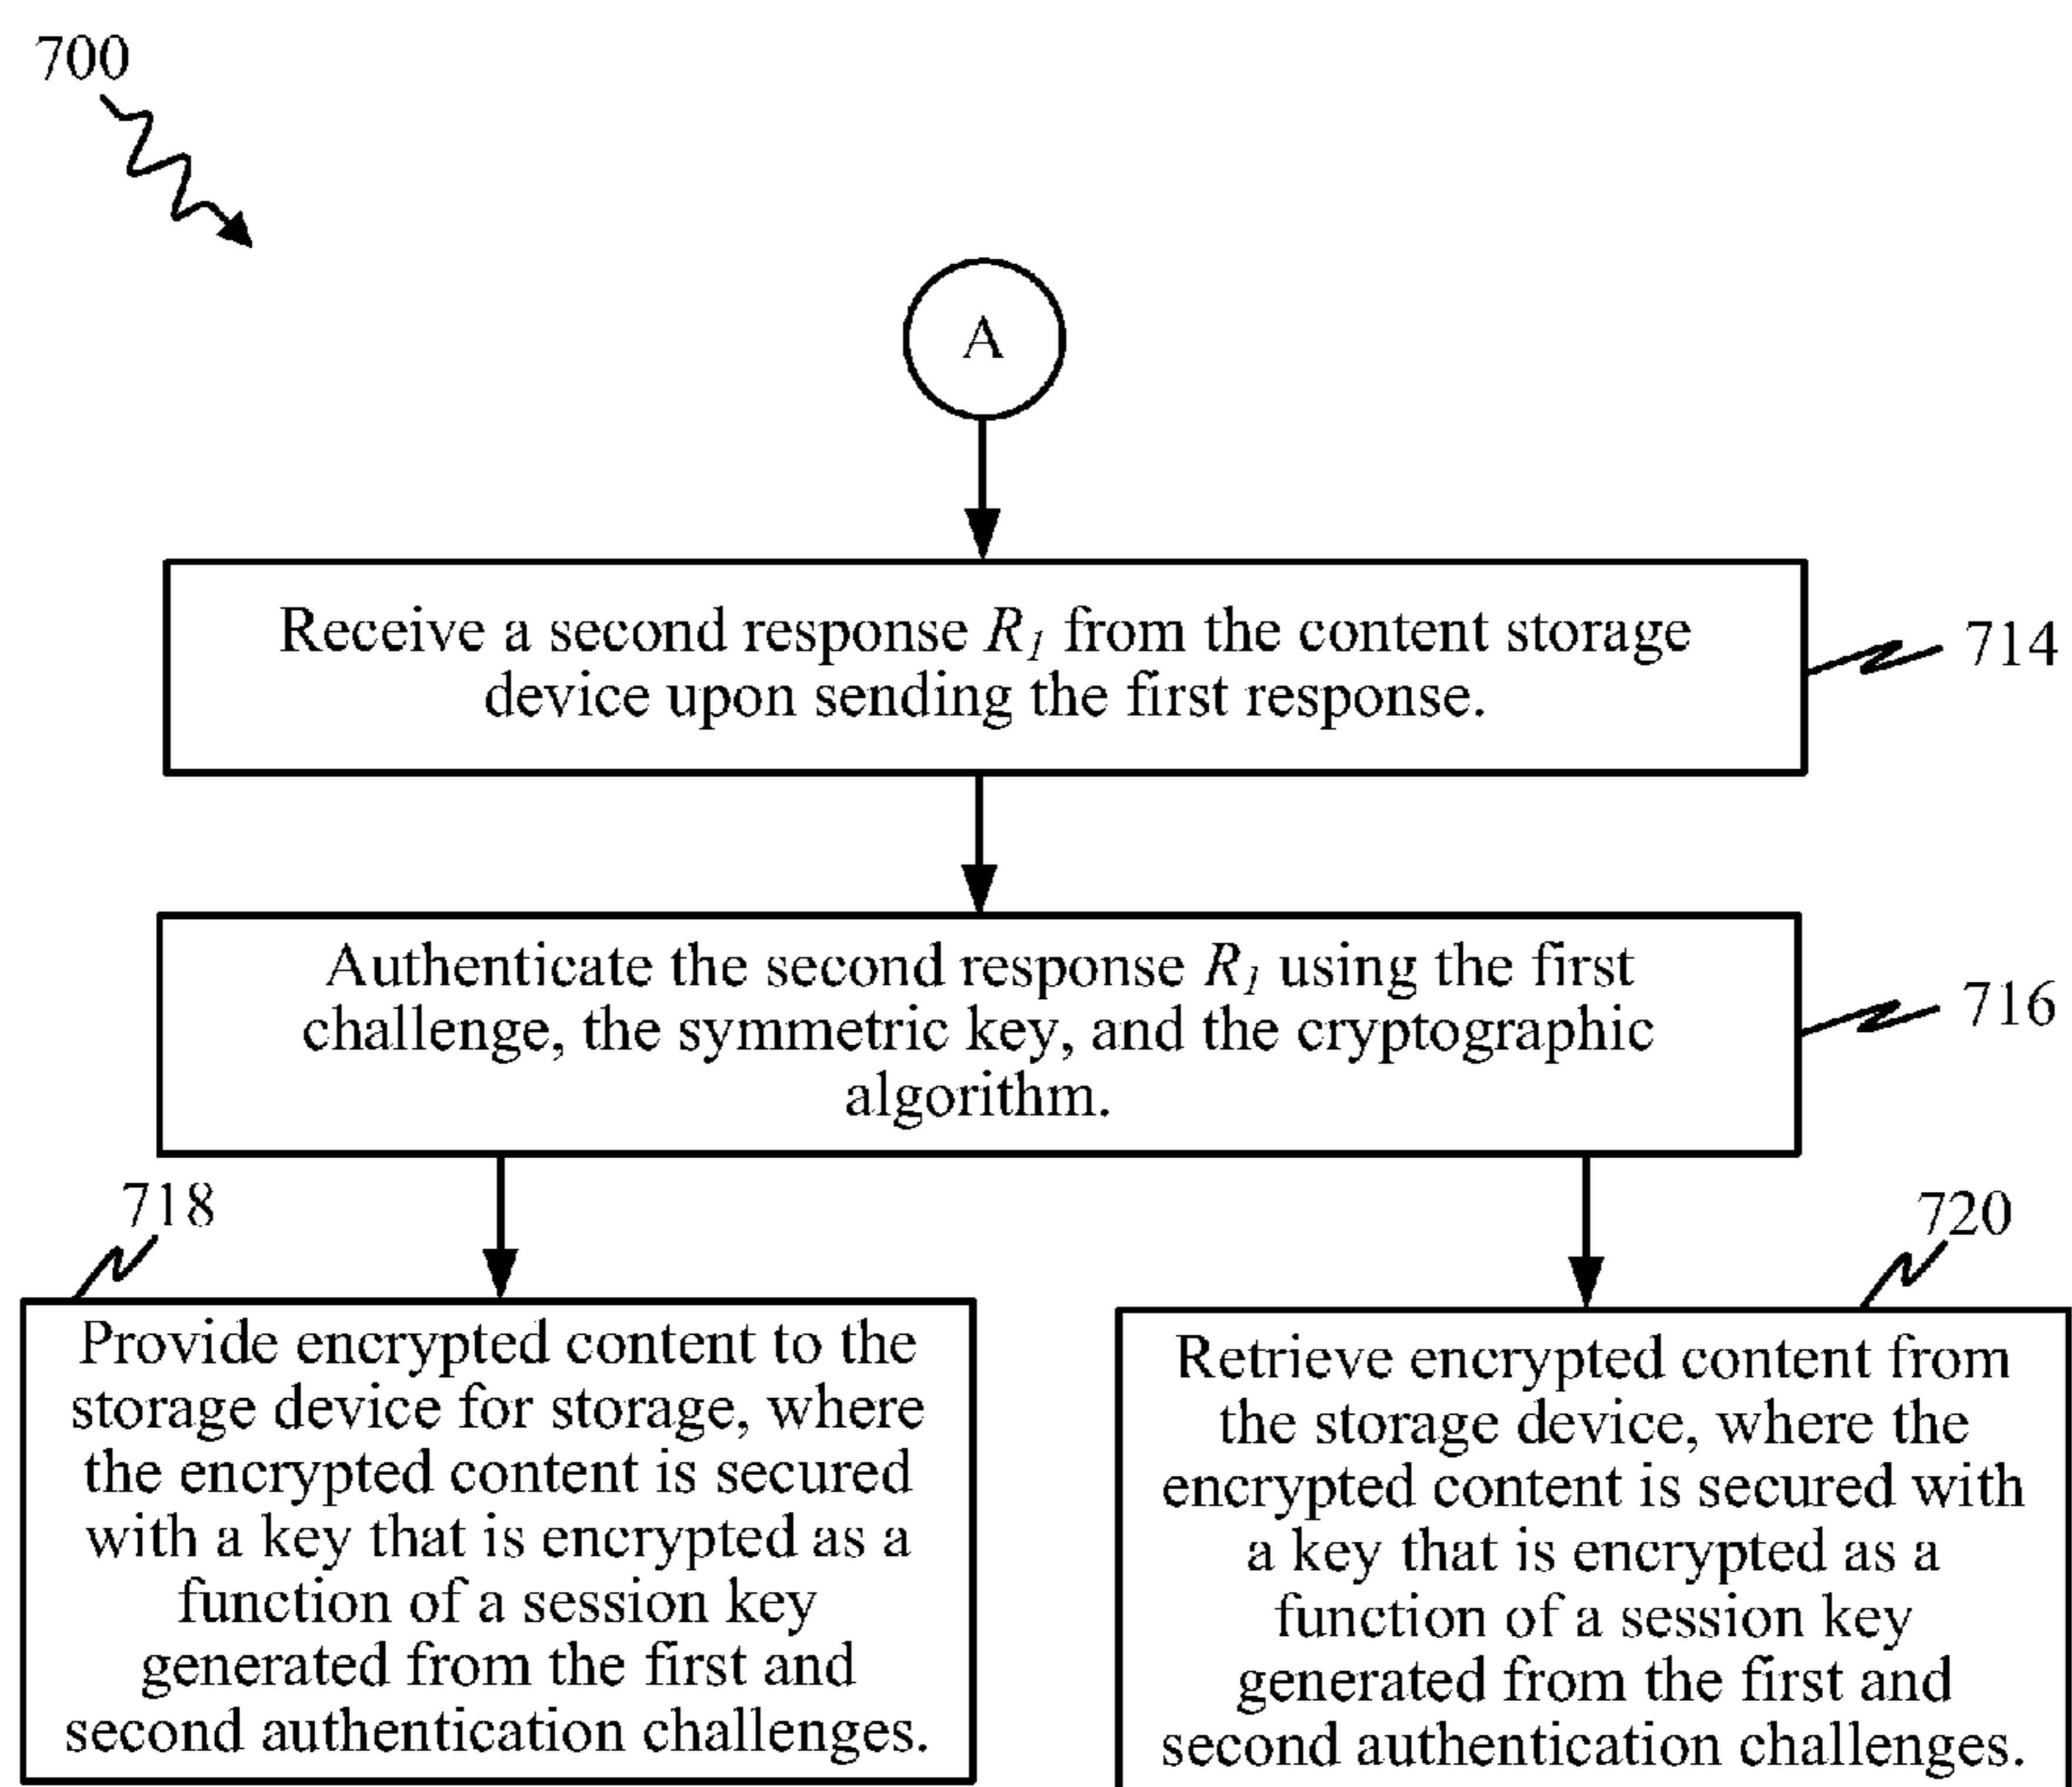 700
A
Receive a second response R1 from the content storage
device upon sending the first response.
714
Authenticate the second response R1 using the first
challenge, the symmetric key, and the cryptographic
algorithm.
716
718
Provide encrypted content to the
storage device for storage, where
the encrypted content is secured
with a key that is encrypted as a
function of a session key
generated from the first and
second authentication challenges.
720
Retrieve encrypted content from
the storage device, where the
encrypted content is secured with
a key that is encrypted as a
function of a session key
generated from the first and
second authentication challenges.